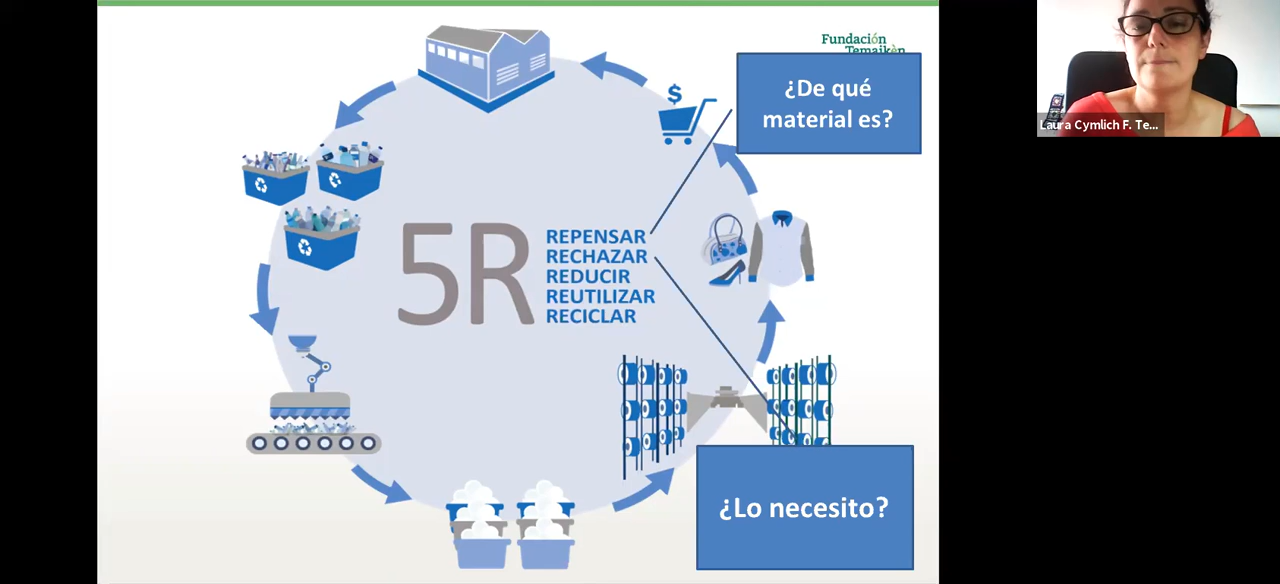 Fundación
Temaikèn
¿De qué
material es?
$
5R
REPENSAR
RECHAZAR
REDUCIR
REUTILIZAR
RECICLAR
¿Lo necesito?
Laura Cymlich F. Te...